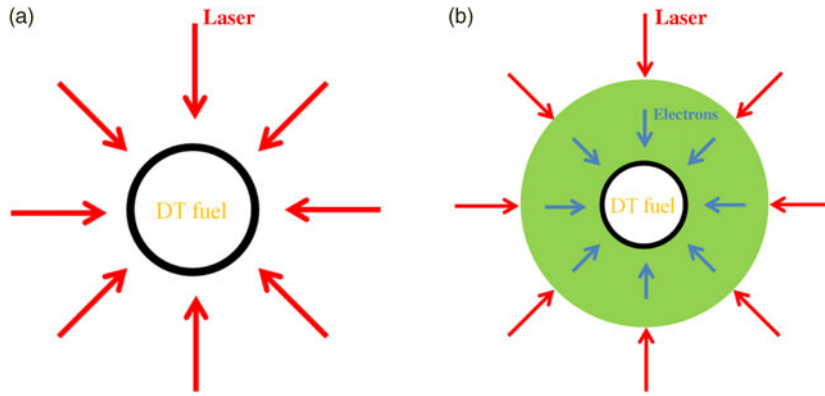 (a)
Laser
DT fuel
(b)
Laser
Electrons
DT fuel